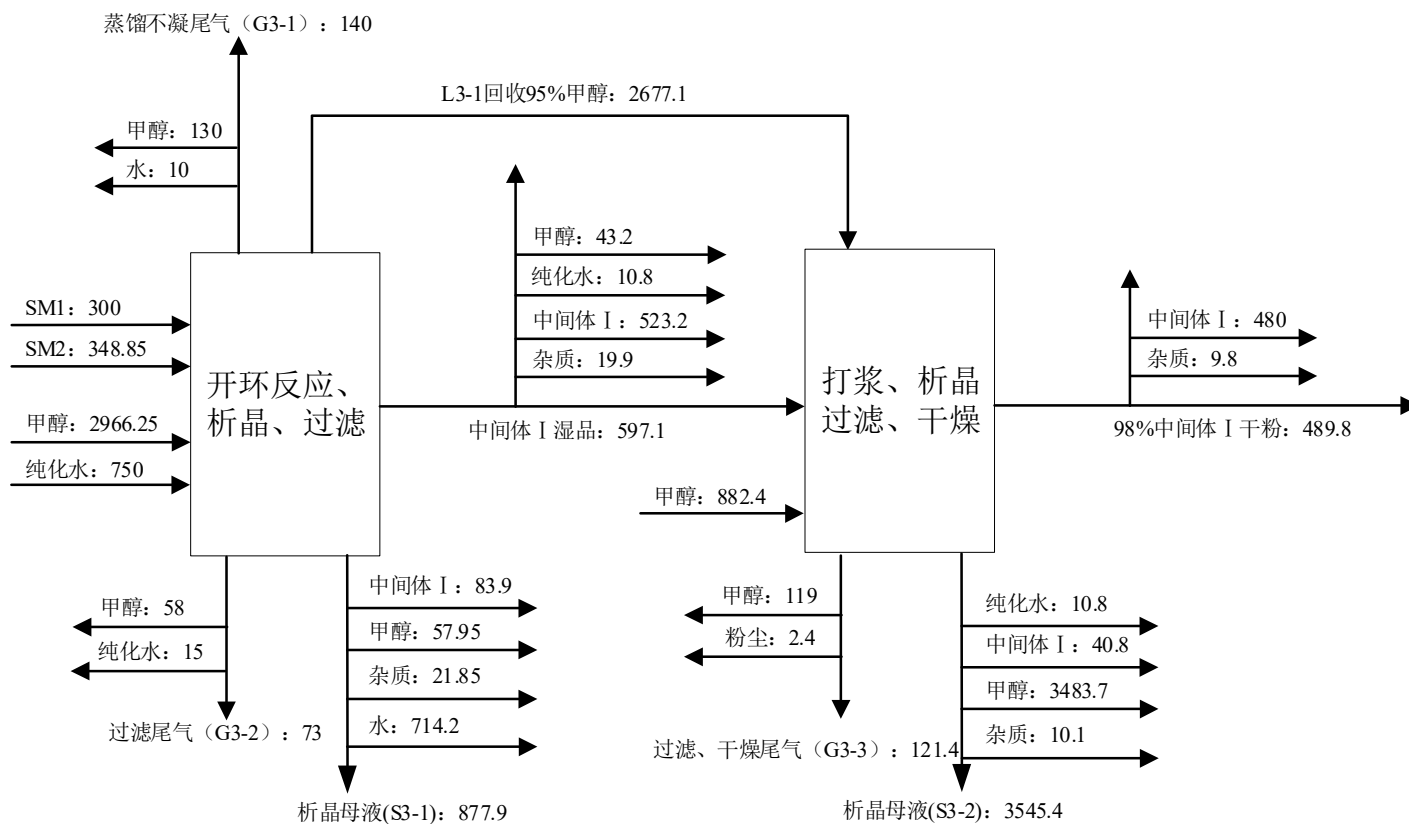 蒸馏不凝尾气（G3-1）：140
L3-1回收95%甲醇：2677.1
甲醇：130
水：10
甲醇：43.2
纯化水：10.8
中间体Ⅰ：523.2
杂质：19.9
SM1：300
SM2：348.85
甲醇：2966.25
纯化水：750
开环反应、
析晶、过滤
中间体Ⅰ湿品：597.1
打浆、析晶
过滤、干燥
中间体Ⅰ：480
杂质：9.8
98%中间体Ⅰ干粉：489.8
甲醇：882.4
甲醇：58
纯化水：15
过滤尾气（G3-2）：73
中间体Ⅰ：83.9
甲醇：57.95
杂质：21.85
水：714.2
析晶母液(S3-1)：877.9
甲醇：119
粉尘：2.4
过滤、干燥尾气（G3-3）：121.4
纯化水：10.8
中间体Ⅰ：40.8
甲醇：3483.7
杂质：10.1
析晶母液(S3-2)：3545.4